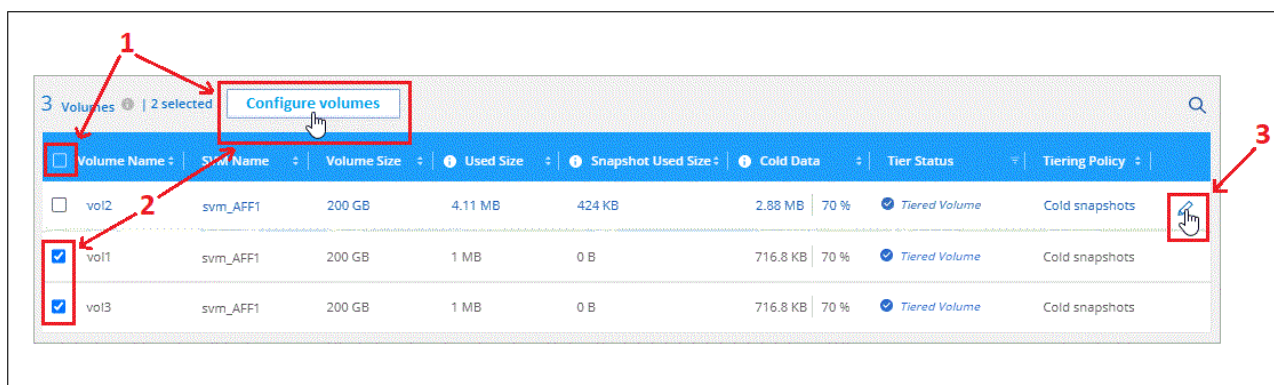 1
3 Volumes | 2 selected Configure volumes
3
Volume Name SVM Name Volume Size Used Size Snapshot Used Size Cold Data Tier Status Tiering Policy
2
vol2 svm_AFF1 200 GB 4.11 MB 424 KB 2.88 MB 70 % Tiered Volume Cold snapshots
vol1 svm_AFF1 200 GB 1 MB 0 B 716.8 KB 70 % Tiered Volume Cold snapshots
vol3 svm_AFF1 200 GB 1 MB 0 B 716.8 KB 70 % Tiered Volume Cold snapshots